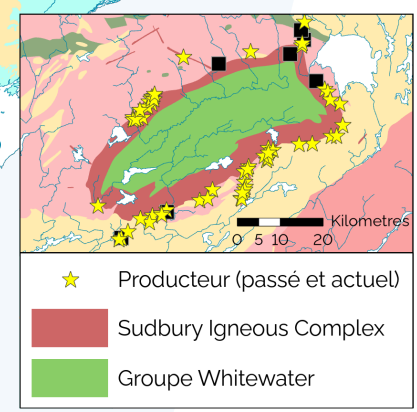 Kilometres
0 5 10 20
Producteur (passé et actuel)
Sudbury Igneous Complex
Groupe Whitewater